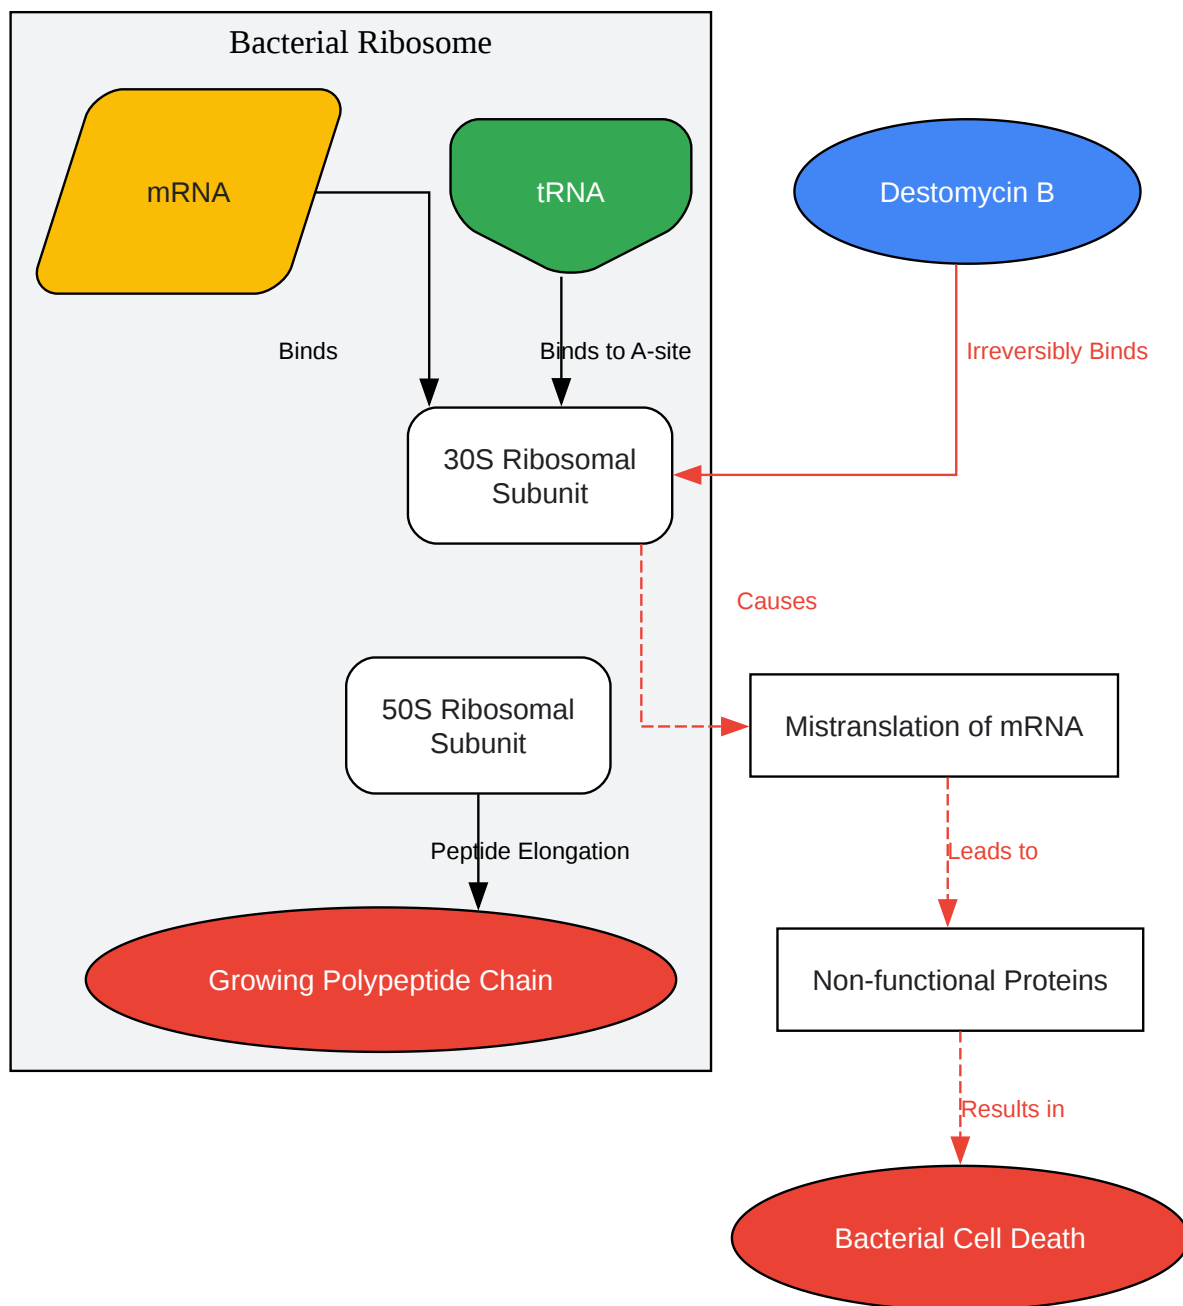 Bacterial Ribosome
mRNA
tRNA
Destomycin B
Binds
Binds to A-site
Irreversibly Binds
30S Ribosomal
Subunit
Causes
50S Ribosomal
Subunit
Mistranslation of mRNA
Peptide Elongation
Leads to
Growing Polypeptide Chain
Non-functional Proteins
Results in
Bacterial Cell Death